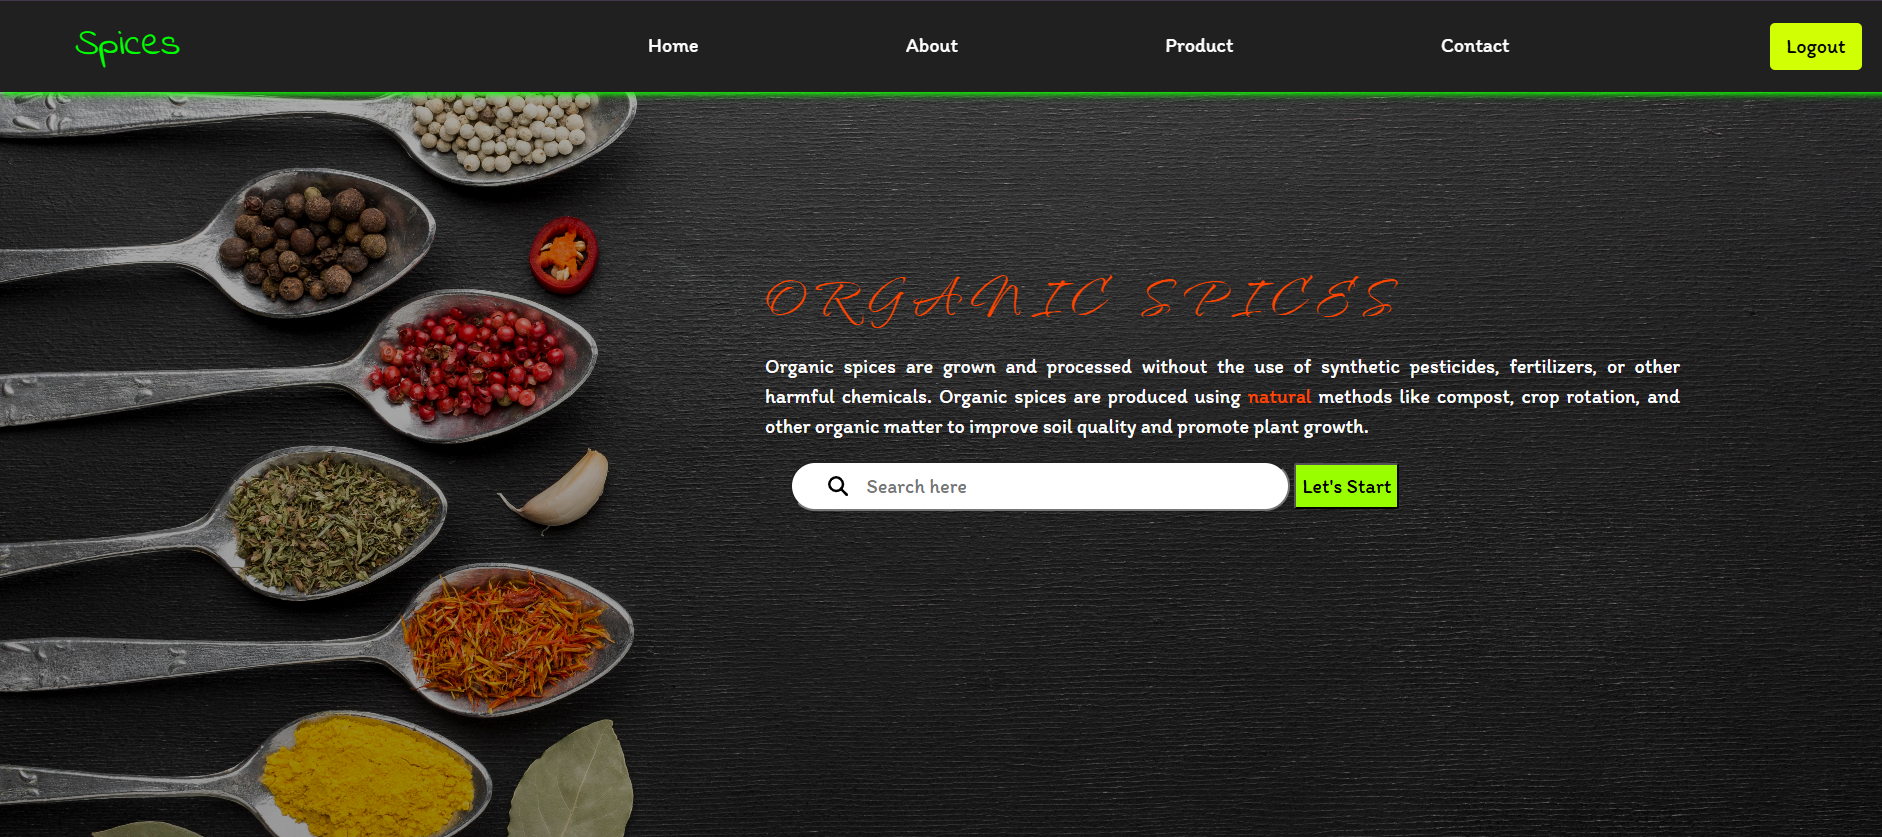 Spices
Home
About
Product
Contact
Logout
ORGANIC SPICES
Organic spices are grown and processed without the use of synthetic pesticides, fertilizers, or other
harmful chemicals. Organic spices are produced using natural methods like compost, crop rotation, and
other organic matter to improve soil quality and promote plant growth.
Search here
Let's Start